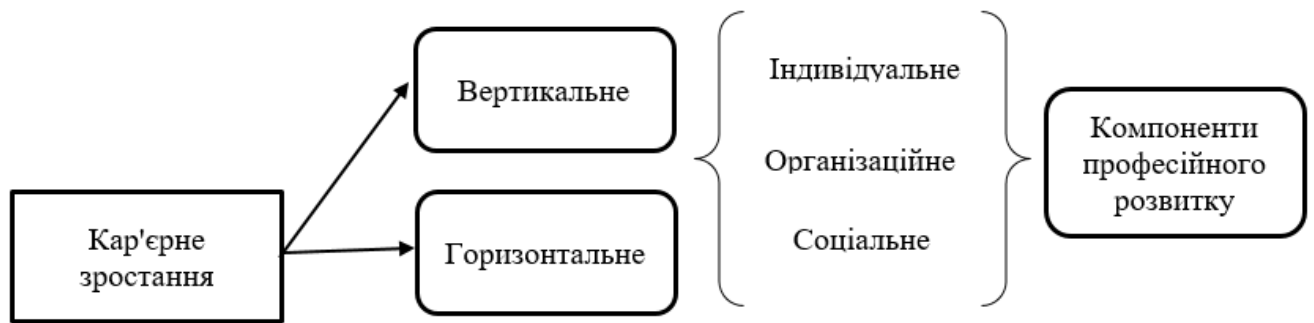 Кар'єрне
зростання
Вертикальне
Горизонтальне
Індивідуальне
Організаційне
Соціальне
Компоненти
професійного
розвитку